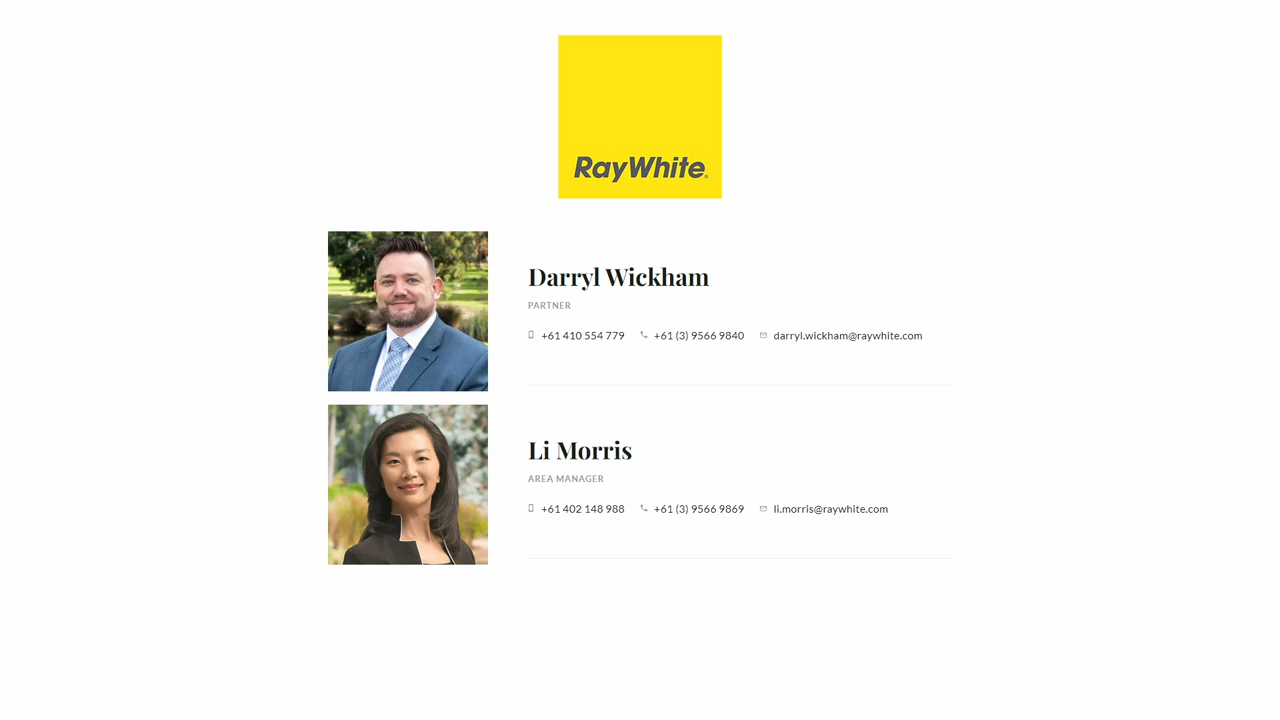 RayWhite
Darryl Wickham
PARTNER
+61 410 554 779 +61 (3) 9566 9840 darryl.wickham@raywhite.com
Li Morris
AREA MANAGER
+61 402 148 988 +61 (3) 9566 9869 li.morris@raywhite.com